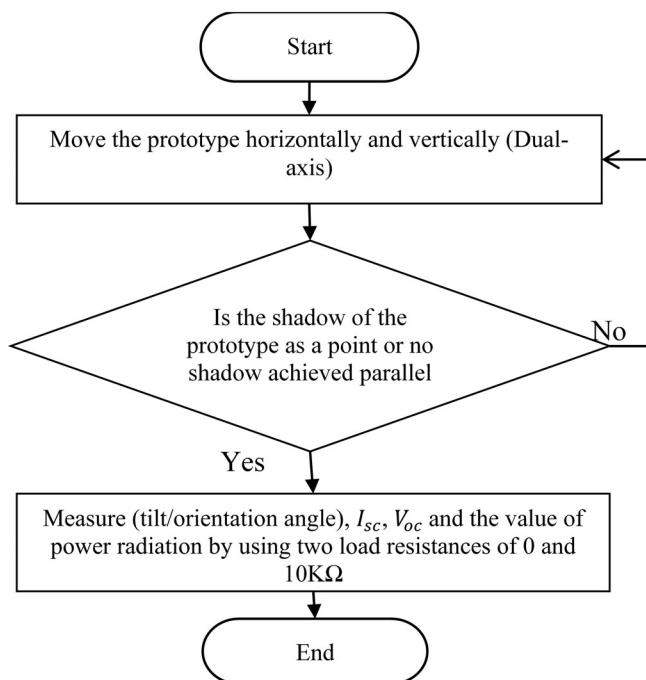 Start
Move the prototype horizontally and vertically (Dual-
axis)
Is the shadow of the
prototype as a point or no
shadow achieved parallel
No
Yes
Measure (tilt/orientation angle), I_sc, V_oc and the value of
power radiation by using two load resistances of 0 and
10KΩ
End